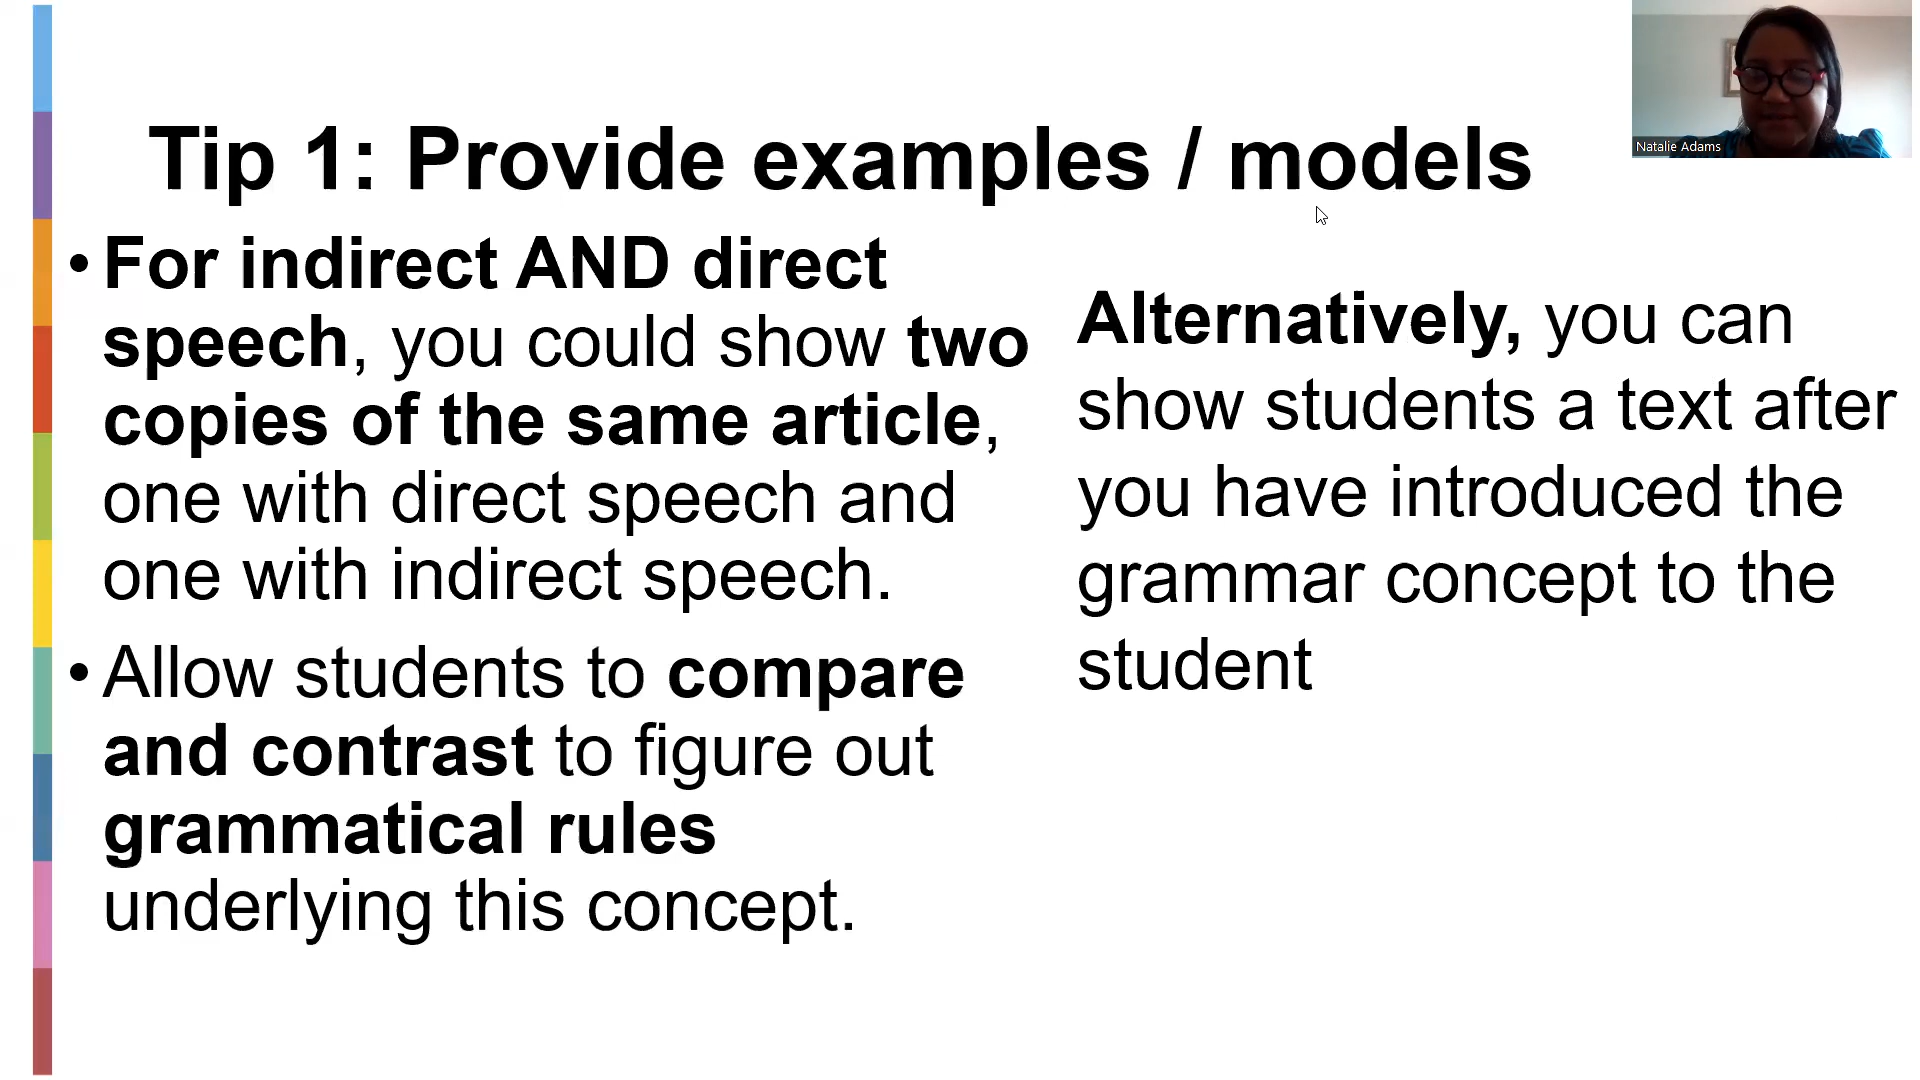 Tip 1: Provide examples / models
• For indirect AND direct
speech, you could show two
copies of the same article,
one with direct speech and
one with indirect speech.
• Allow students to compare
and contrast to figure out
grammatical rules
underlying this concept.
Alternatively, you can
show students a text after
you have introduced the
grammar concept to the
student
Natalie Adams